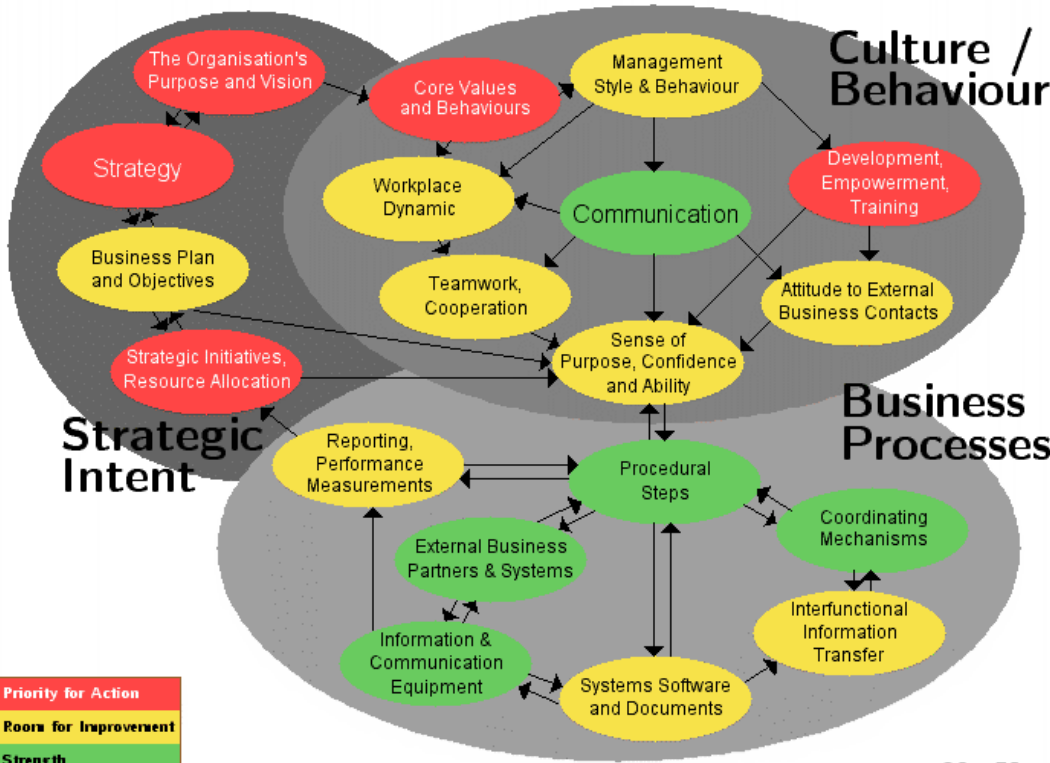 Culture /
Behaviour
The Organisation's
Purpose and Vision
Core Values
and Behaviours
Management
Style & Behaviour
Strategy
Development,
Empowerment,
Training
Workplace
Dynamic
Communication
Business Plan
and Objectives
Teamwork,
Cooperation
Attitude to External
Business Contacts
Sense of
Purpose, Confidence
and Ability
Strategic Initiatives,
Resource Allocation
Strategic
Intent
Business
Processes
Reporting,
Performance
Measurements
Procedural
Steps
Coordinating
Mechanisms
External Business
Partners & Systems
Interfunctional
Information
Transfer
Information &
Communication
Equipment
Systems Software
and Documents
Priority for Action
Room for Improvement
Strength